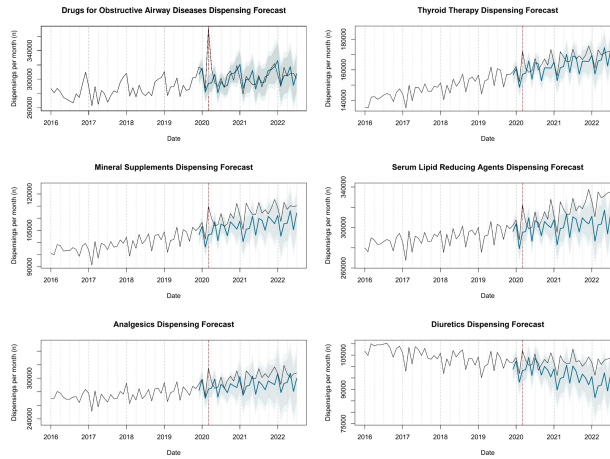 Drugs for Obstructive Airway Diseases Dispensing Forecast
Dispensings per month (n)
260000 300000 340000
2016 2017 2018 2019 2020 2021 2022
Date
Thyroid Therapy Dispensing Forecast
Dispensings per month (n)
140000 160000 180000
2016 2017 2018 2019 2020 2021 2022
Date
Mineral Supplements Dispensing Forecast
Dispensings per month (n)
90000 105000 120000
2016 2017 2018 2019 2020 2021 2022
Date
Serum Lipid Reducing Agents Dispensing Forecast
Dispensings per month (n)
260000 300000 340000
2016 2017 2018 2019 2020 2021 2022
Date
Analgesics Dispensing Forecast
Dispensings per month (n)
240000 300000
2016 2017 2018 2019 2020 2021 2022
Date
Diuretics Dispensing Forecast
Dispensings per month (n)
75000 90000 105000
2016 2017 2018 2019 2020 2021 2022
Date